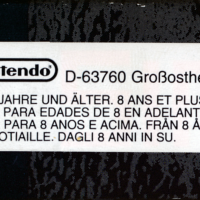 ntendo D-63760 Großosthe
JAHRE UND ÄLTER. 8 ANS ET PLUS
PARA EDADES DE 8 EN ADELANT
PARA 8 ANOS E ACIMA. FRÅN 8 Å
OTIAILLE. DAGLI 8 ANNI IN SU.